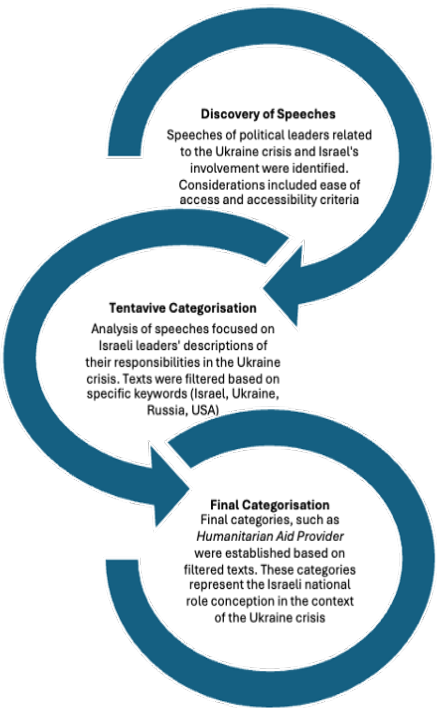 Discovery of Speeches
Speeches of political leaders related
to the Ukraine crisis and Israel's
involvement were identified.
Considerations included ease of
access and accessibility criteria
Tentavive Categorisation
Analysis of speeches focused on
Israeli leaders' descriptions of
their responsibilities in the Ukraine
crisis. Texts were filtered based on
specific keywords (Israel, Ukraine,
Russia, USA)
Final Categorisation
Final categories, such as
Humanitarian Aid Provider
were established based on
filtered texts. These categories
represent the Israeli national
role conception in the context
of the Ukraine crisis